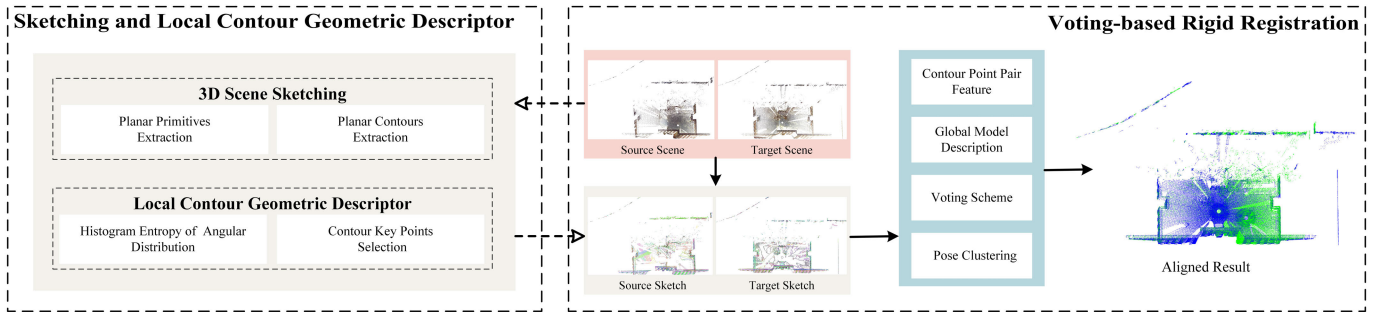 Sketching and Local Contour Geometric Descriptor
3D Scene Sketching
Planar Primitives
Extraction
Planar Contours
Extraction
Local Contour Geometric Descriptor
Histogram Entropy of Angular
Distribution
Contour Key Points
Selection
Voting-based Rigid Registration
Source Scene
Target Scene
Source Sketch
Target Sketch
Contour Point Pair
Feature
Global Model
Description
Voting Scheme
Pose Clustering
Aligned Result